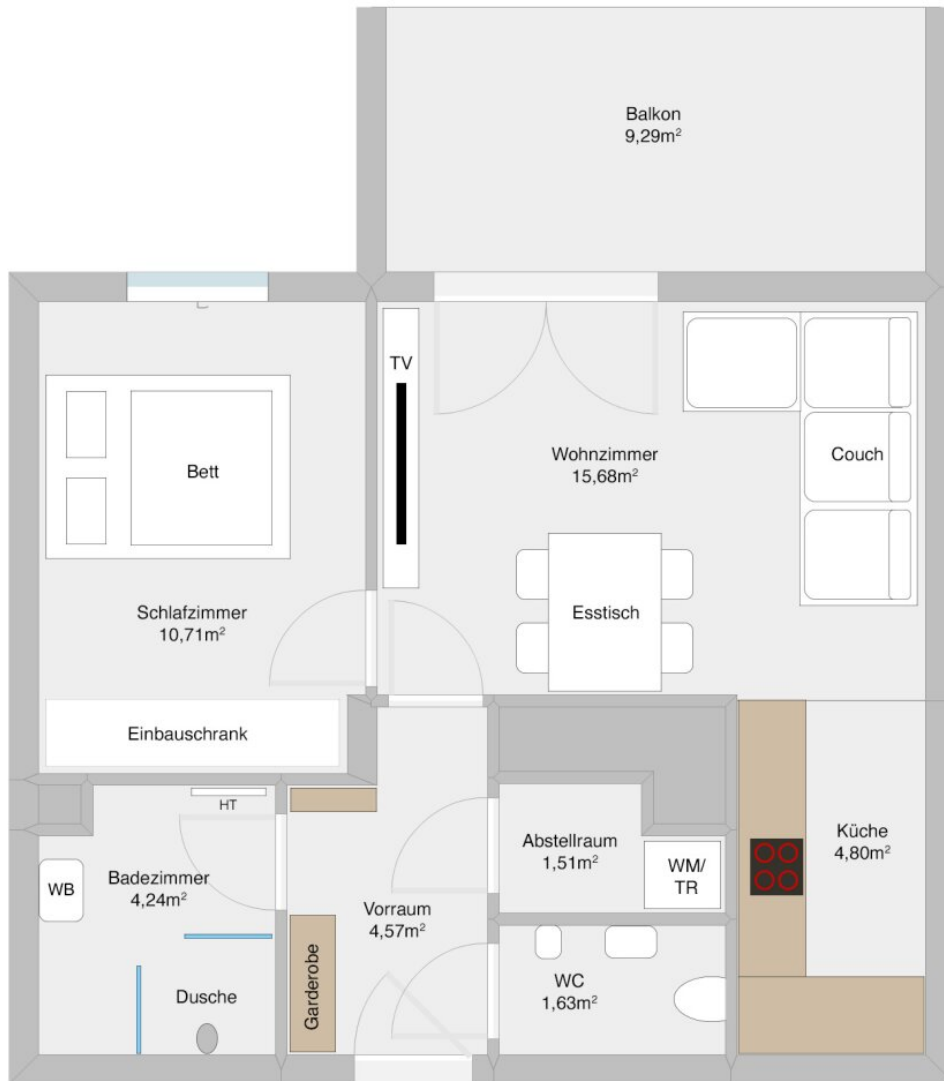 Balkon
9,29m²
TV
Wohnzimmer
15,68m²
Couch
Bett
Schlafzimmer
10,71m²
Esstisch
Einbauschrank
HT
WB
Badezimmer
4,24m²
Abstellraum
1,51m²
WM/
TR
Küche
4,80m²
Vorraum
4,57m²
Garderobe
Dusche
WC
1,63m²